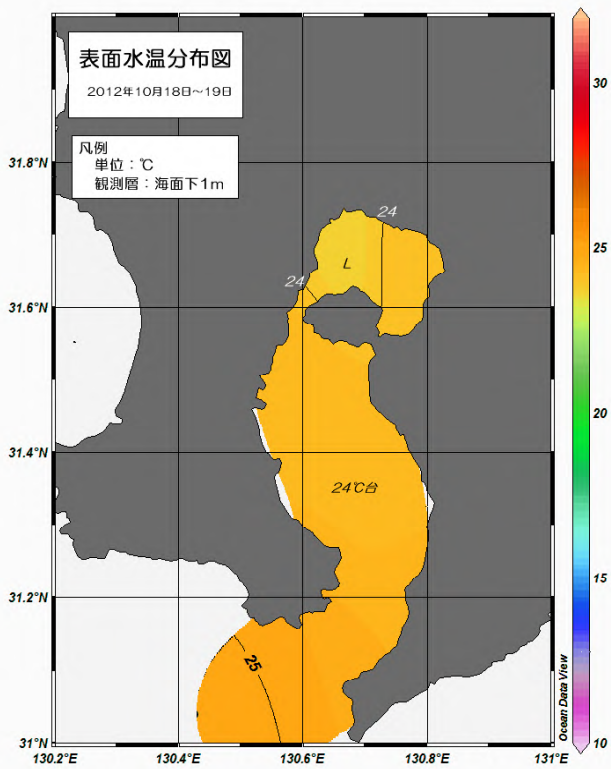 表面水温分布図
2012年10月18日~19日
凡例
単位：℃
観測層：海面下1m
31.8°N
31.6°N
31.4°N
31.2°N
31°N
130.2°E
130.4°E
130.6°E
130.8°E
131°E
24
24
L
24℃台
25
30
25
20
15
10
Ocean Data View